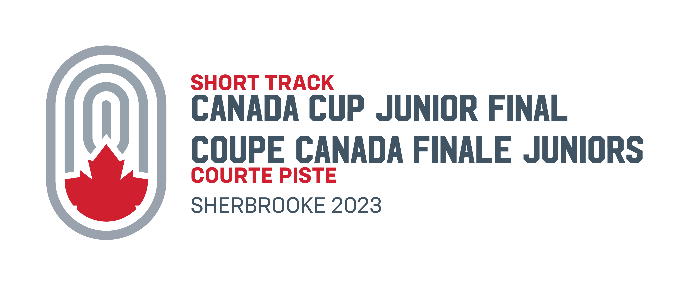 SHORT TRACK
CANADA CUP JUNIOR FINAL
COUPE CANADA FINALE JUNIORS
COURTE PISTE
SHERBROOKE 2023